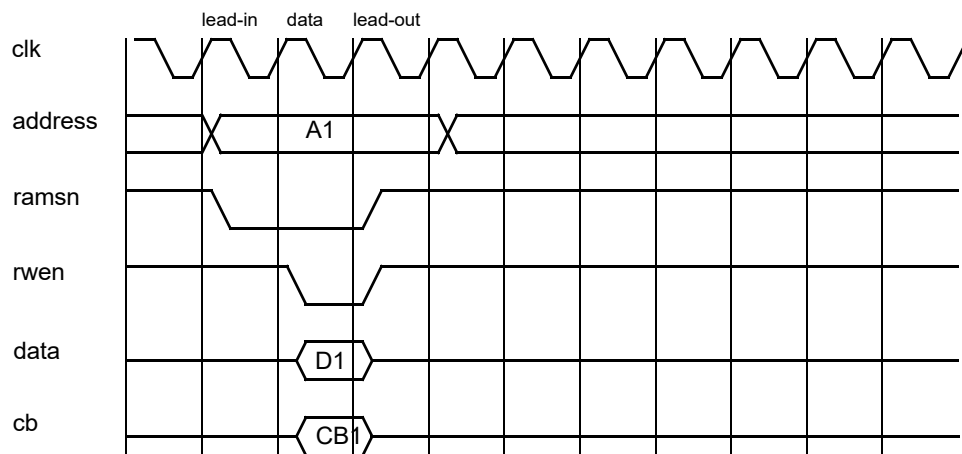 lead-in data lead-out
clk
address
A1
ramsn
rwen
data
D1
cb
CB1